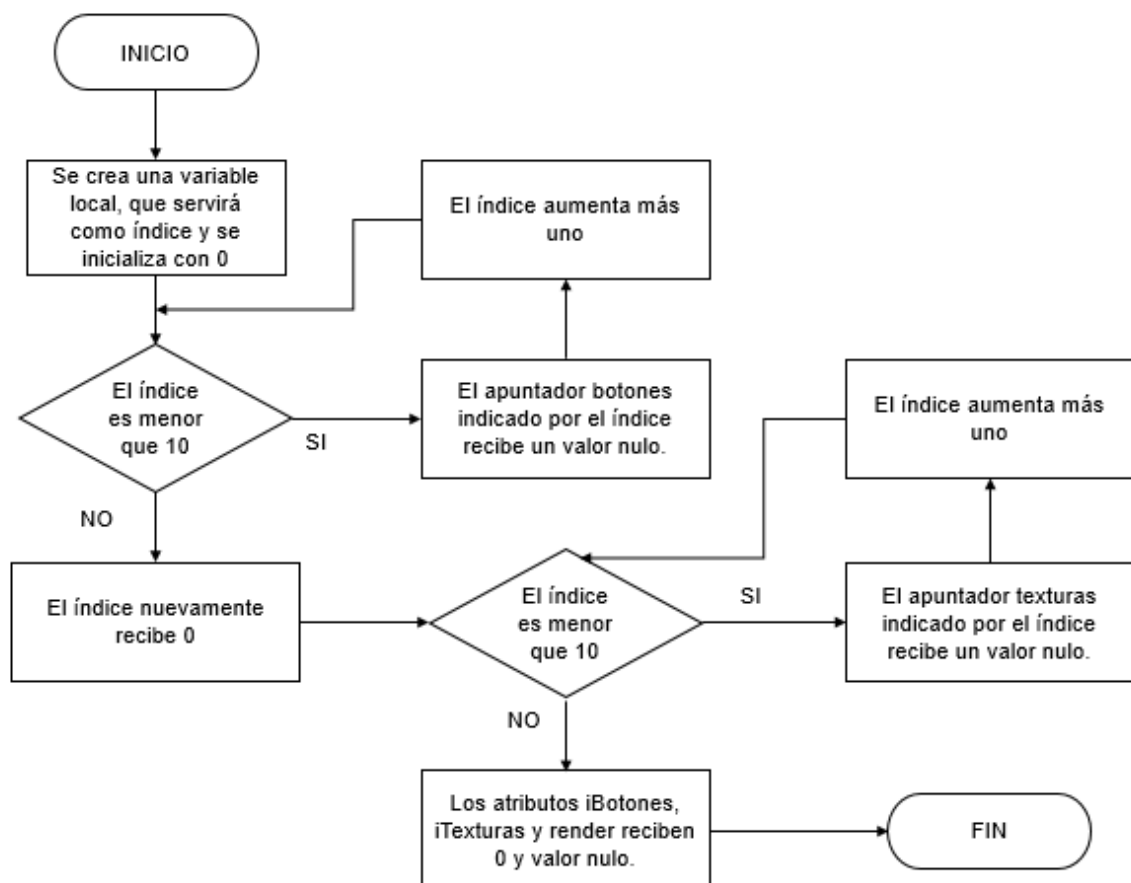 INICIO
Se crea una variable
local, que servirá
como índice y se
inicializa con 0
El índice aumenta más
uno
El índice
es menor
que 10
SI
El apuntador botones
indicado por el índice
recibe un valor nulo.
NO
El índice nuevamente
recibe 0
El índice
es menor
que 10
SI
El apuntador texturas
indicado por el índice
recibe un valor nulo.
El índice aumenta más
uno
NO
Los atributos iBotones,
iTexturas y render reciben
0 y valor nulo.
FIN